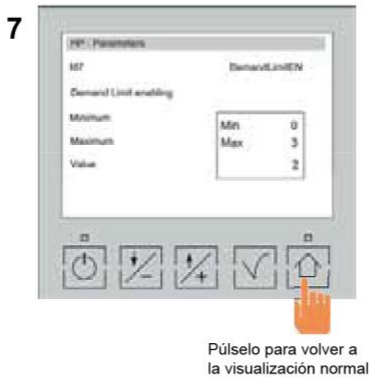 7
HP - Parameters
M7 DemandLimitEN
Demand Limit enabling
Minimum Min 0
Maximum Max 3
Value 2
Púlselo para volver a
la visualización normal